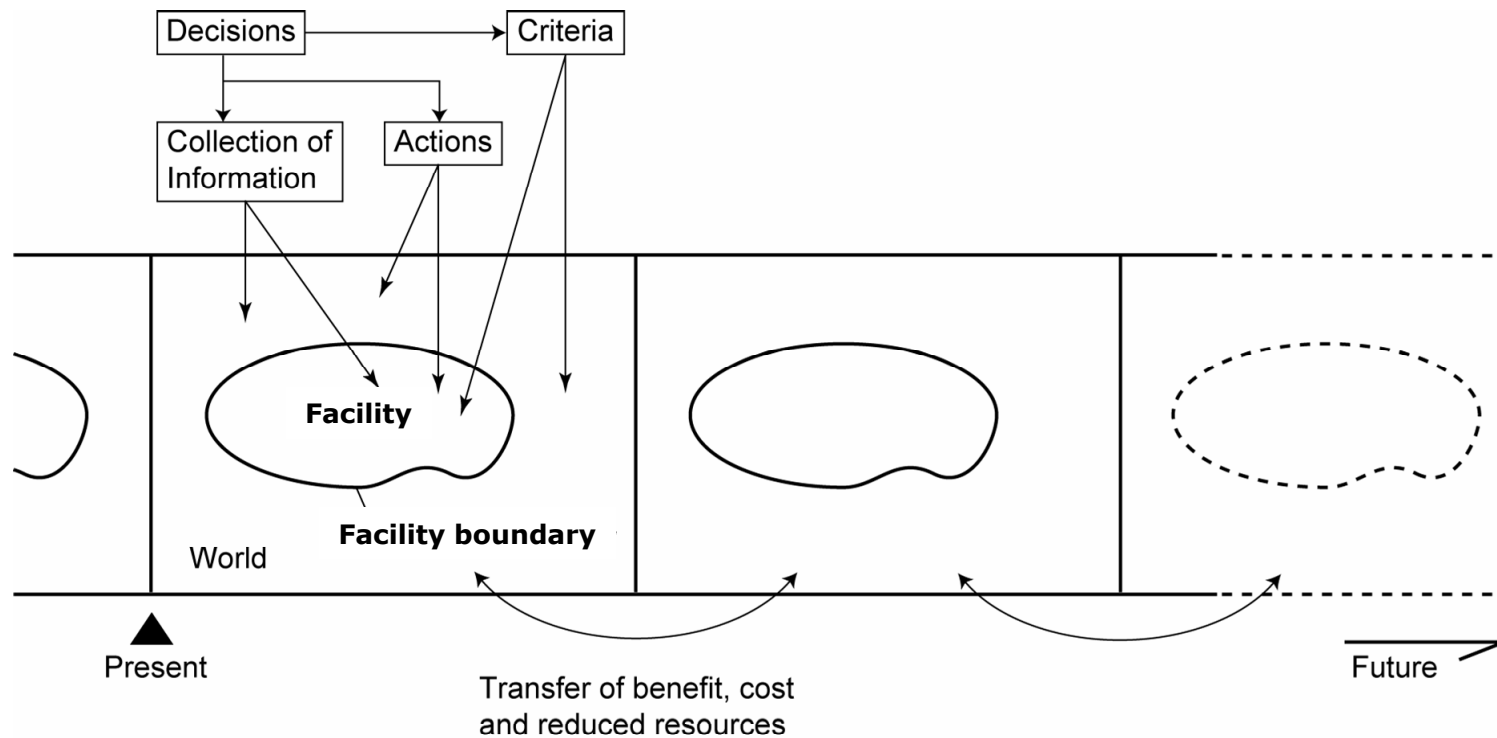 Decisions
Criteria
Collection of
Information
Actions
Facility
Facility boundary
World
Present
Future
Transfer of benefit, cost
and reduced resources